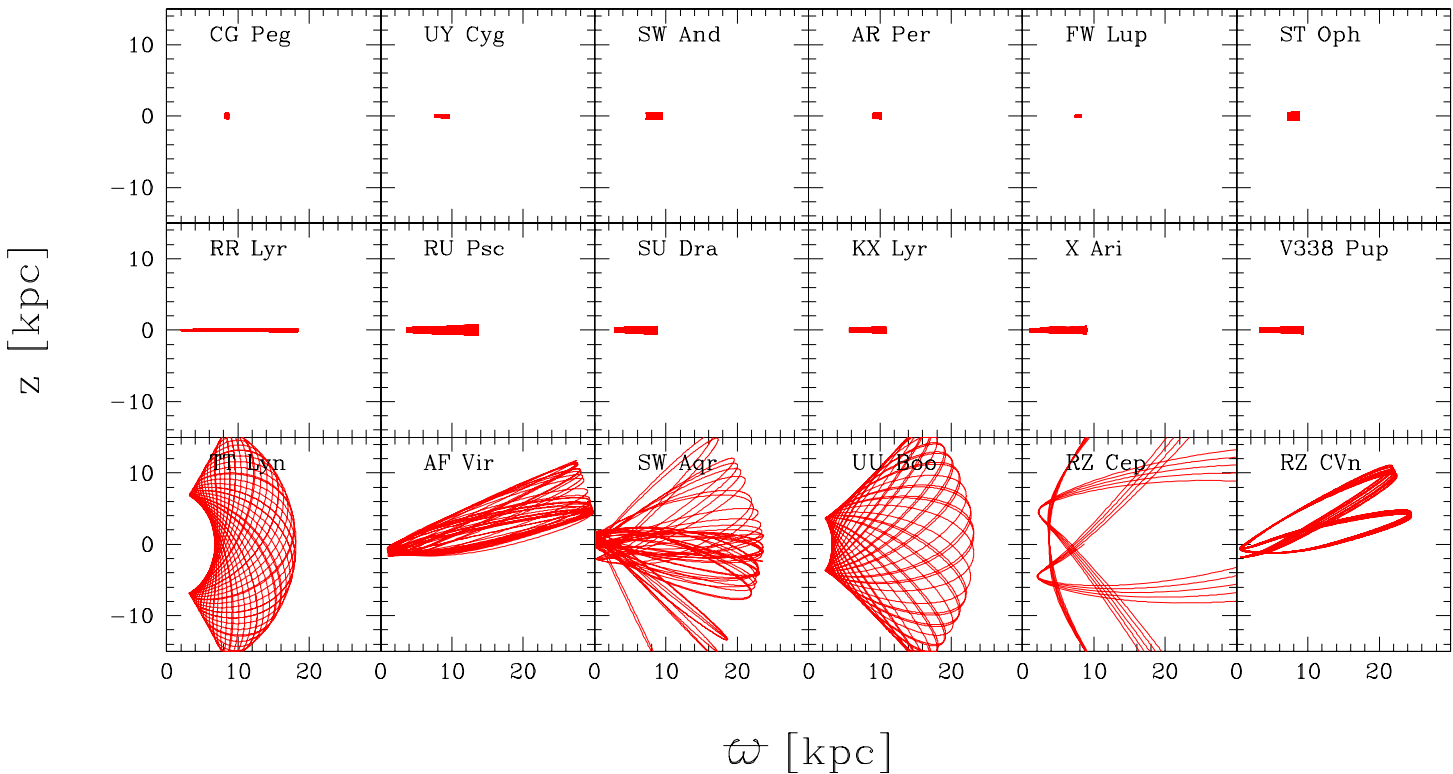 CG Peg UY Cyg SW And AR Per FW Lup ST Oph
10
0
−10
RR Lyr RU Psc SU Dra KX Lyr X Ari V338 Pup
10
0
−10
z [kpc]
TT Lyn AF Vir SW Aqr UU Boo RZ Cep RZ CVn
10
0
−10
0 10 20 0 10 20 0 10 20 0 10 20 0 10 20 0 10 20
ϖ [kpc]